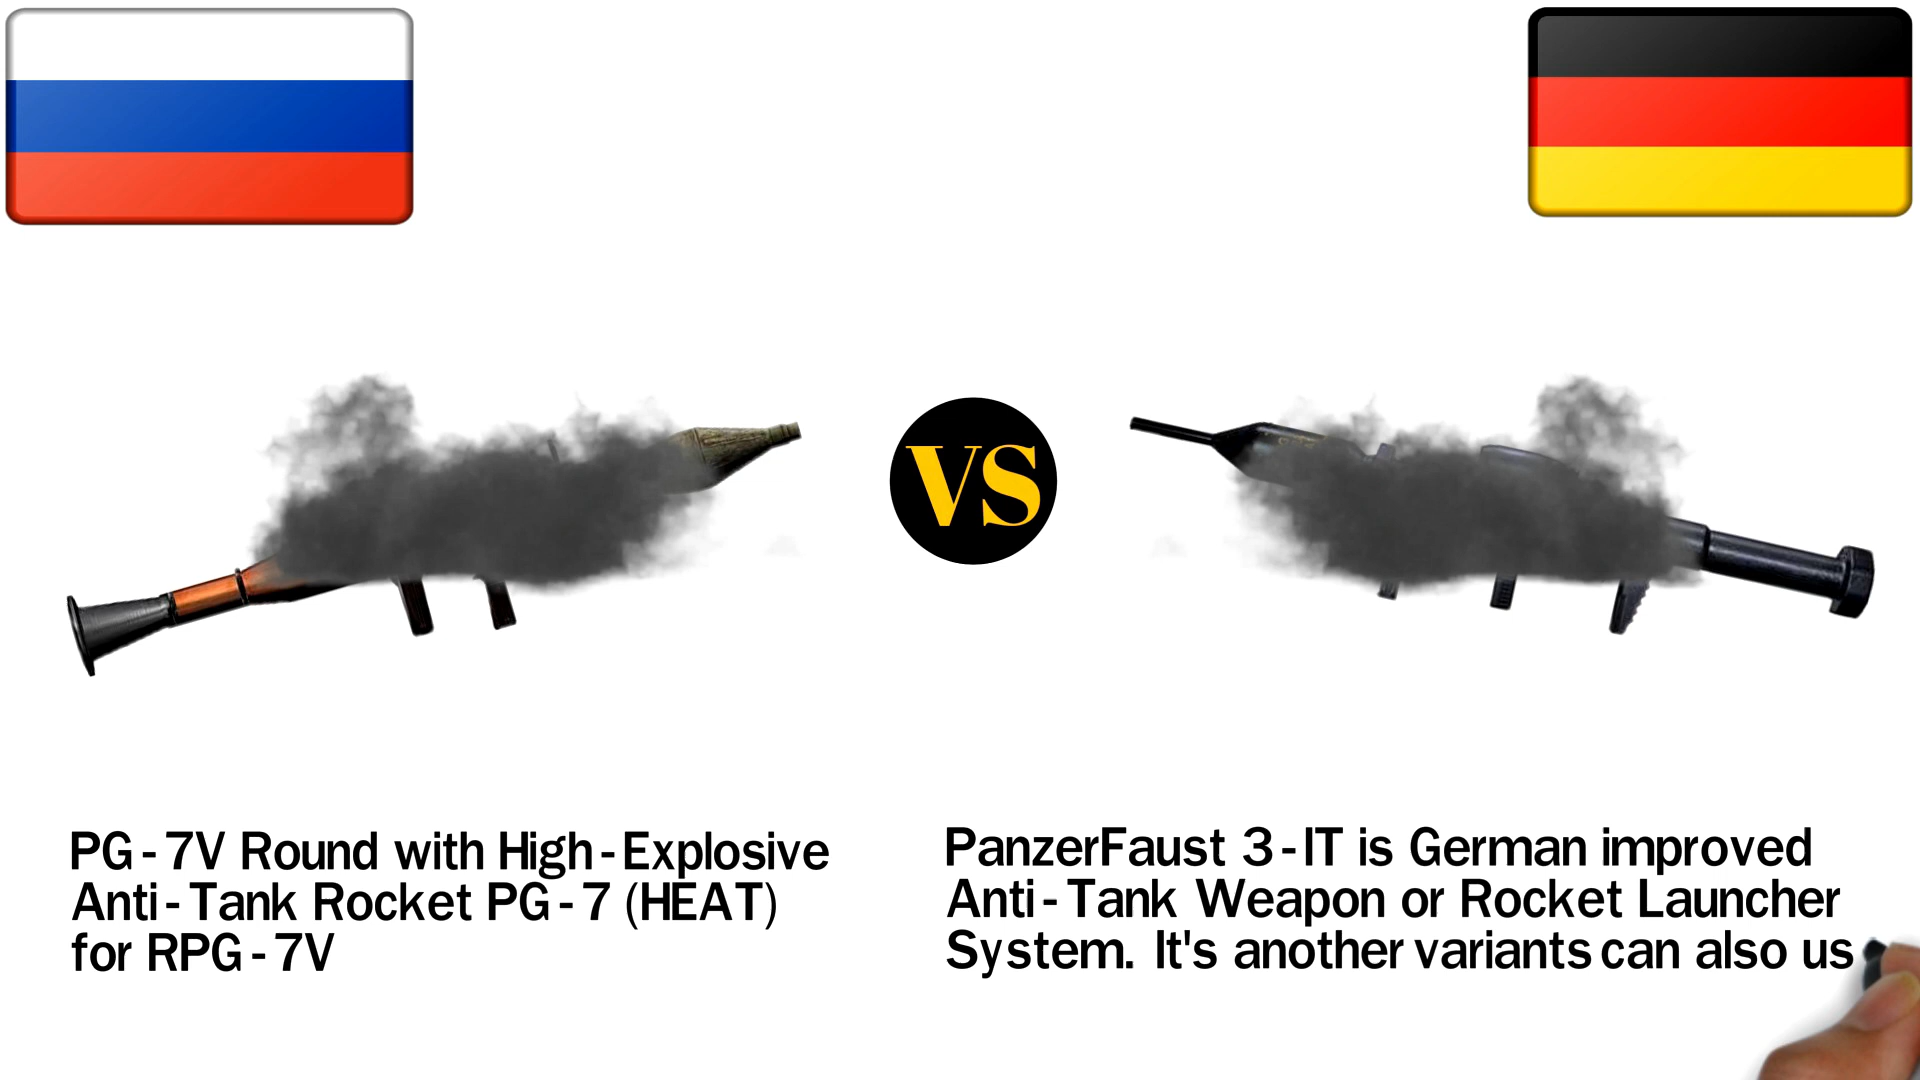 VS
PG-7V Round with High-Explosive
Anti-Tank Rocket PG-7 (HEAT)
for RPG-7V
PanzerFaust 3-IT is German improved
Anti-Tank Weapon or Rocket Launcher
System. It's another variants can also us